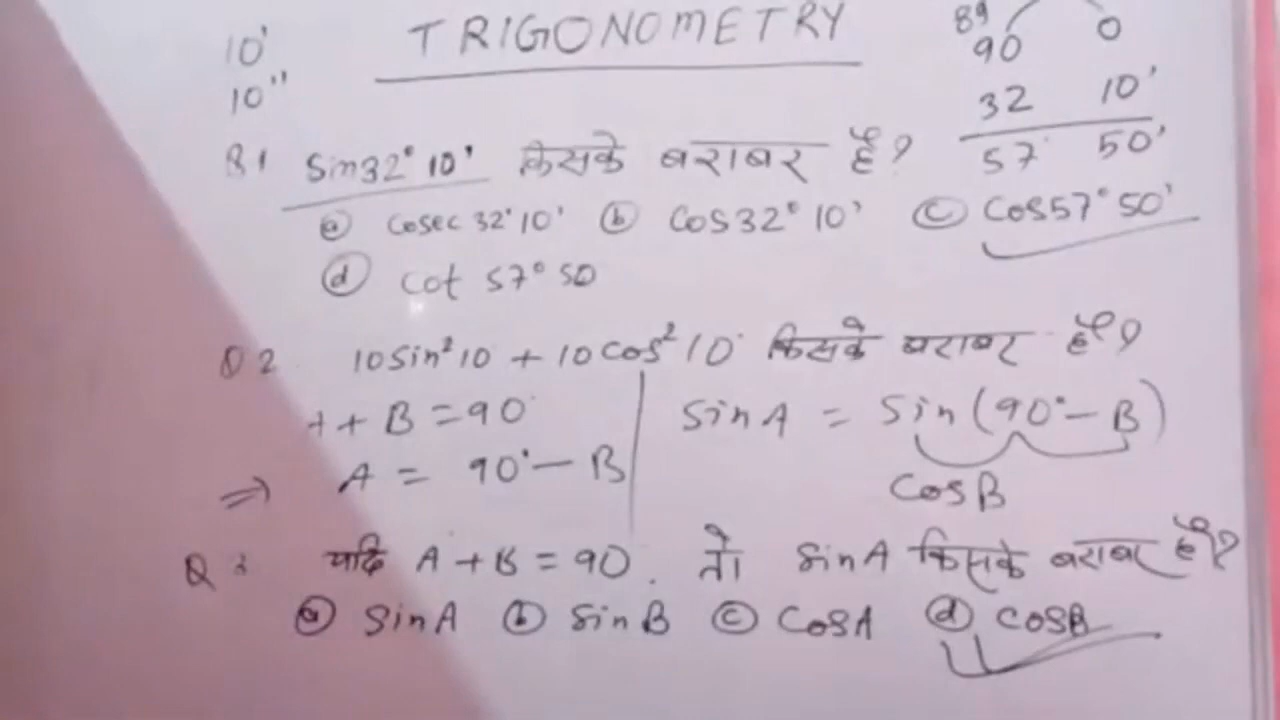 10'
10"
TRIGONOMETRY
89
90 0
32 10'
57 50'
Q1 Sin32° 10' किसके बराबर है?
(a) Cosec 32°10' (b) Cos32° 10' (c) Cos57° 50'
(d) Cot 57° 50
Q2 10Sin²10 + 10Cos²10° किसके बराबर है?
A + B = 90°
⇒ A = 90° - B
SinA = Sin(90° - B)
CosB
Q3 यदि A + B = 90. तो SinA किसके बराबर है?
(a) SinA (b) SinB (c) CosA (d) CosB